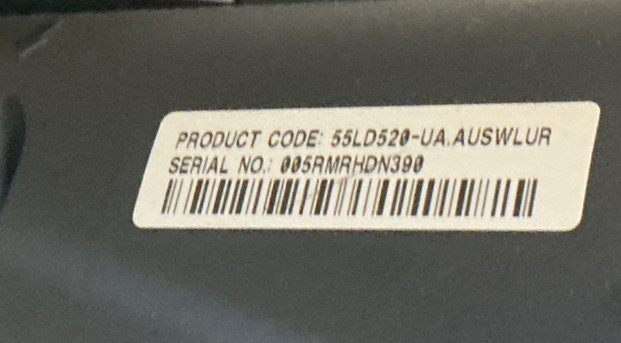 PRODUCT CODE: 55LD520-UA.AUSWLUR
SERIAL NO.: 005RMRHDN390